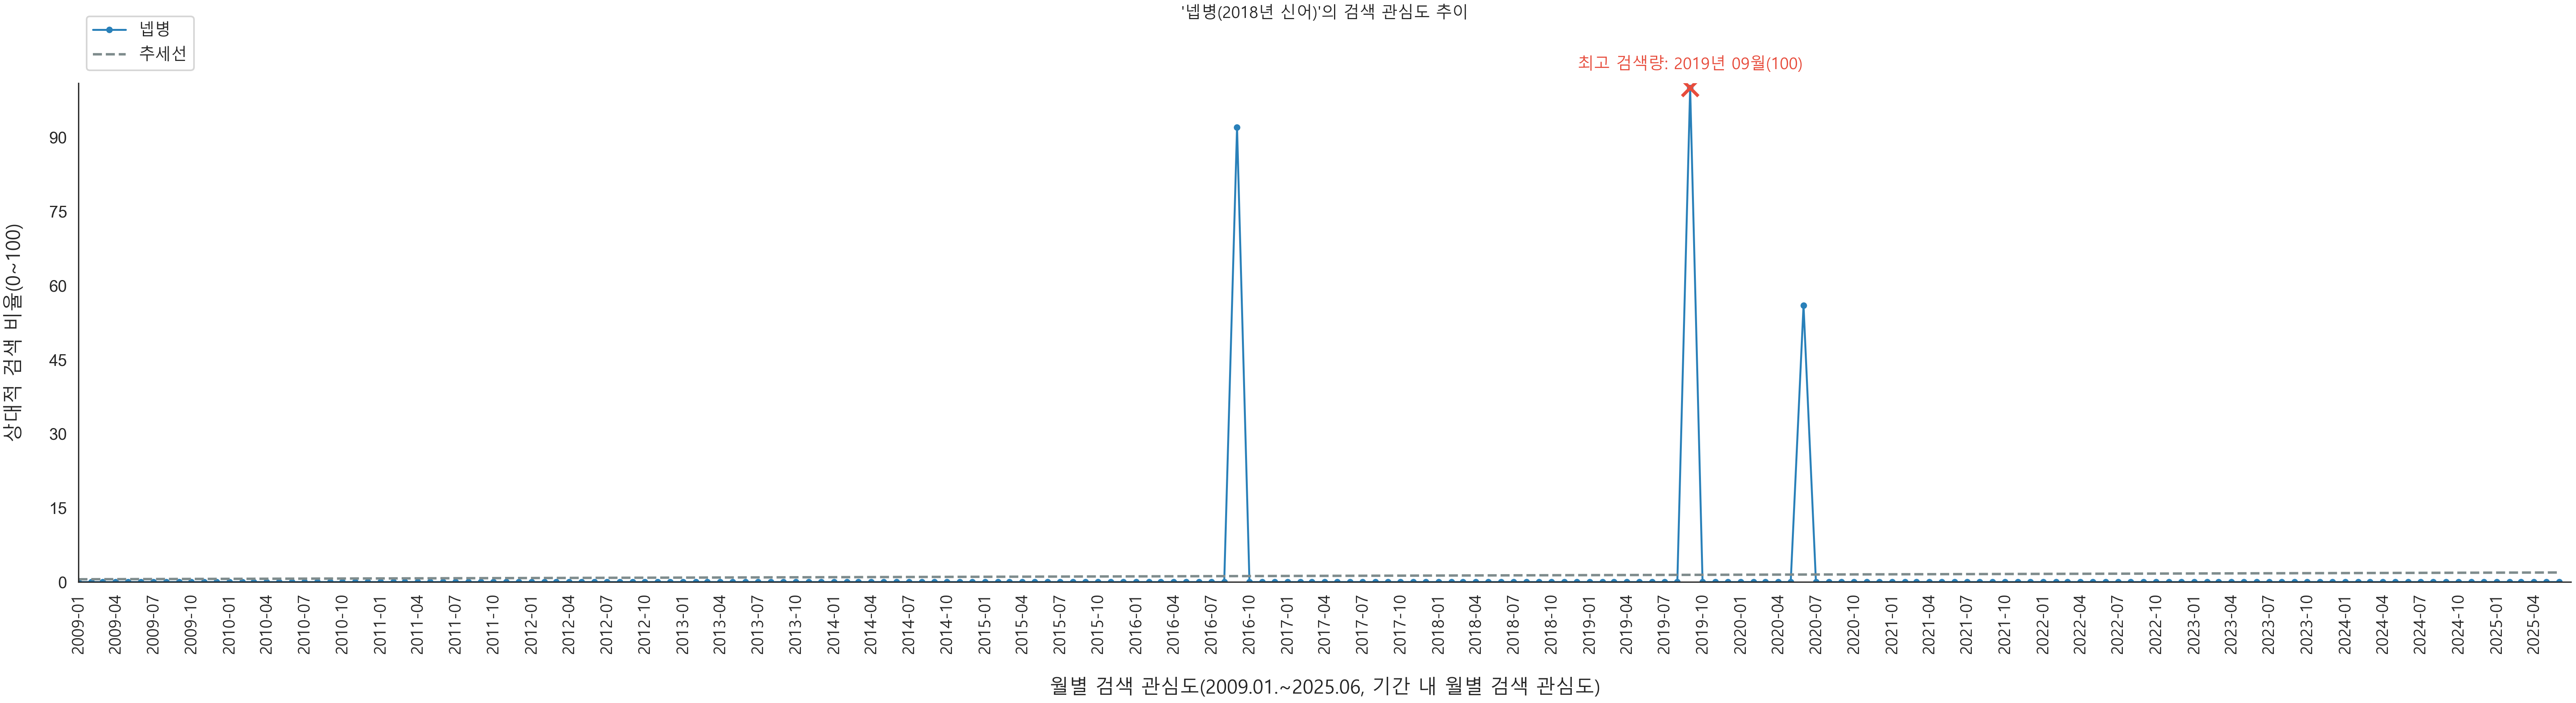 '넵병(2018년 신어)'의 검색 관심도 추이
넵병
추세선
최고 검색량: 2019년 09월(100)
상대적 검색 비율(0~100)
90
75
60
45
30
15
0
2009-01 2009-04 2009-07 2009-10 2010-01 2010-04 2010-07 2010-10 2011-01 2011-04 2011-07 2011-10 2012-01 2012-04 2012-07 2012-10 2013-01 2013-04 2013-07 2013-10 2014-01 2014-04 2014-07 2014-10 2015-01 2015-04 2015-07 2015-10 2016-01 2016-04 2016-07 2016-10 2017-01 2017-04 2017-07 2017-10 2018-01 2018-04 2018-07 2018-10 2019-01 2019-04 2019-07 2019-10 2020-01 2020-04 2020-07 2020-10 2021-01 2021-04 2021-07 2021-10 2022-01 2022-04 2022-07 2022-10 2023-01 2023-04 2023-07 2023-10 2024-01 2024-04 2024-07 2024-10 2025-01 2025-04
월별 검색 관심도(2009.01.~2025.06, 기간 내 월별 검색 관심도)